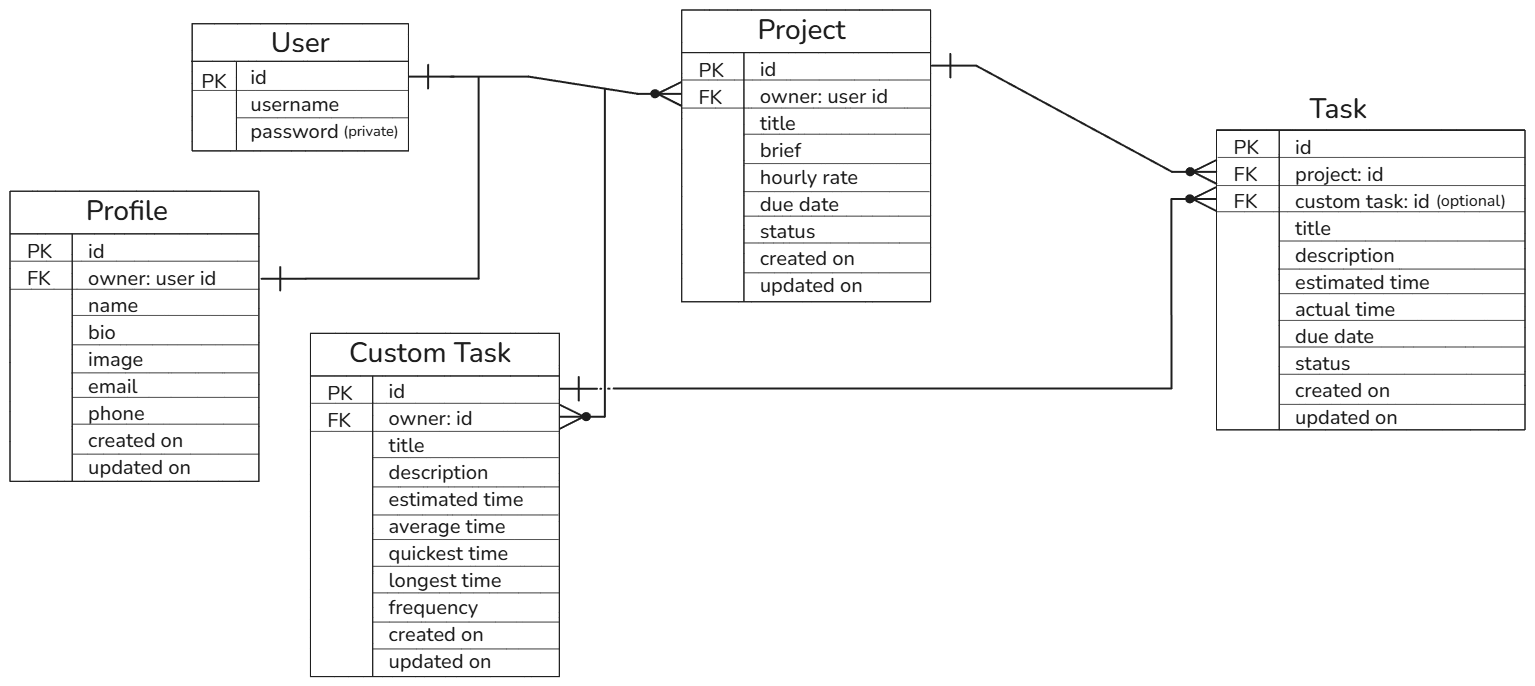 User
PK id
username
password (private)
Profile
PK id
FK owner: user id
name
bio
image
email
phone
created on
updated on
Custom Task
PK id
FK owner: id
title
description
estimated time
average time
quickest time
longest time
frequency
created on
updated on
Project
PK id
FK owner: user id
title
brief
hourly rate
due date
status
created on
updated on
Task
PK id
FK project: id
FK custom task: id (optional)
title
description
estimated time
actual time
due date
status
created on
updated on